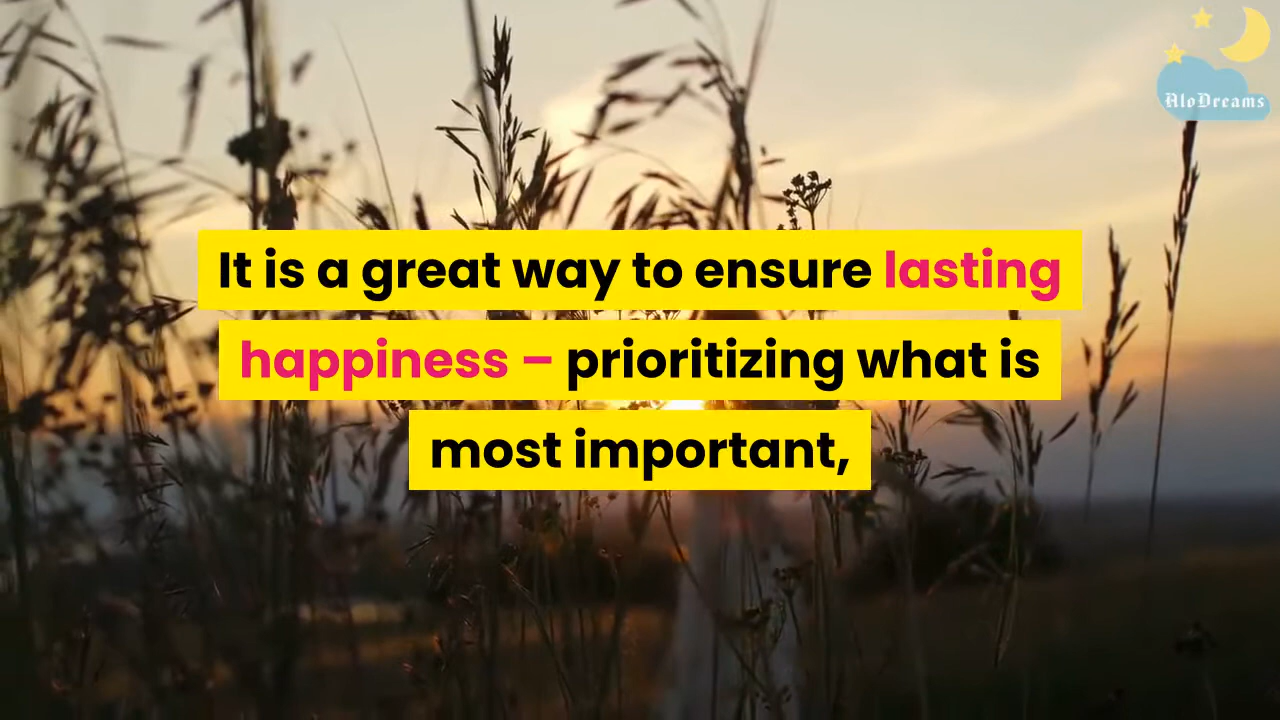 AloDreams
It is a great way to ensure lasting
happiness – prioritizing what is
most important,